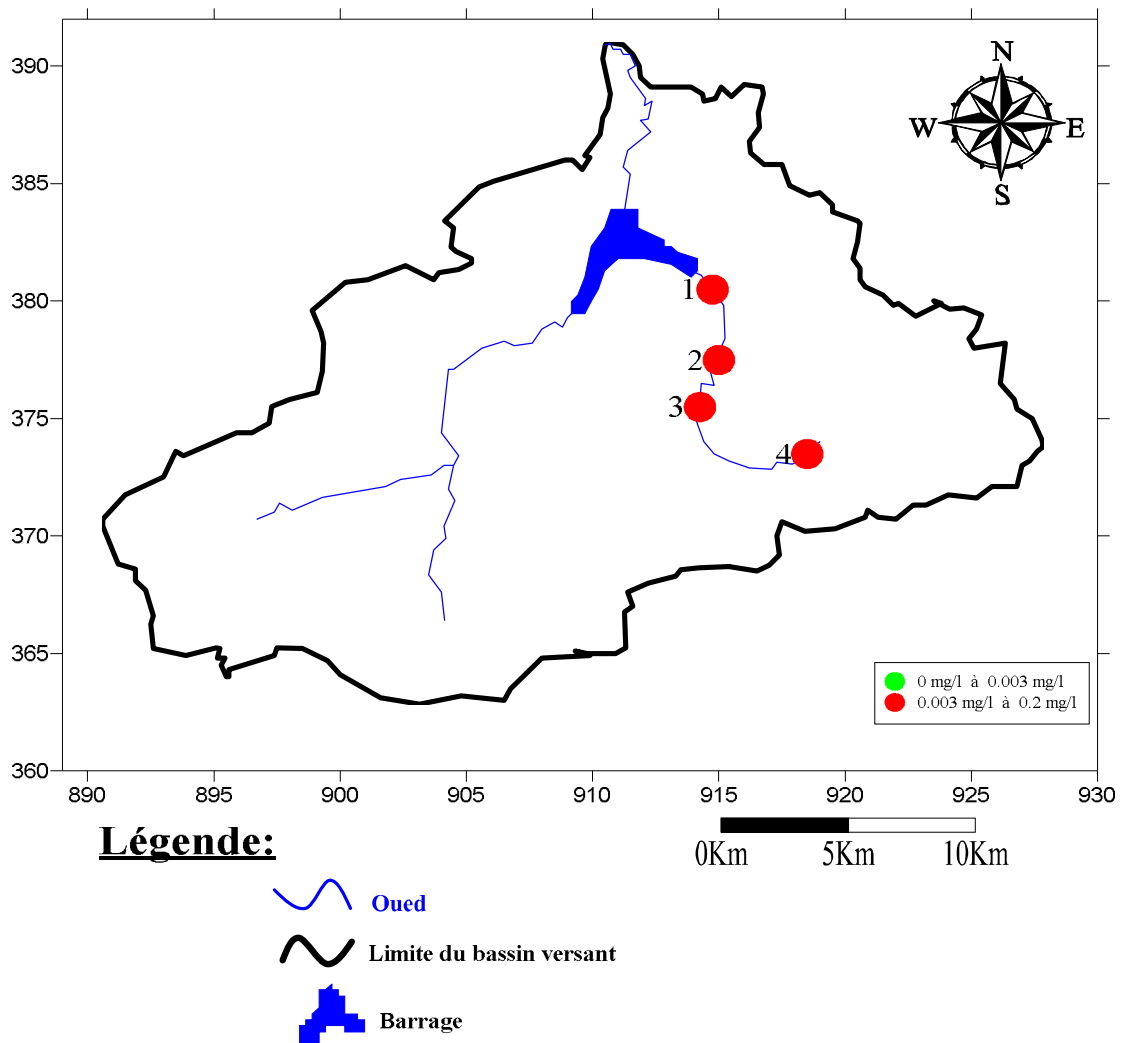 390
385
380
375
370
365
360
N
W E
S
1
2
3
4
0 mg/l à 0.003 mg/l
0.003 mg/l à 0.2 mg/l
890 895 900 905 910 915 920 925 930
Légende:
0Km 5Km 10Km
Oued
Limite du bassin versant
Barrage